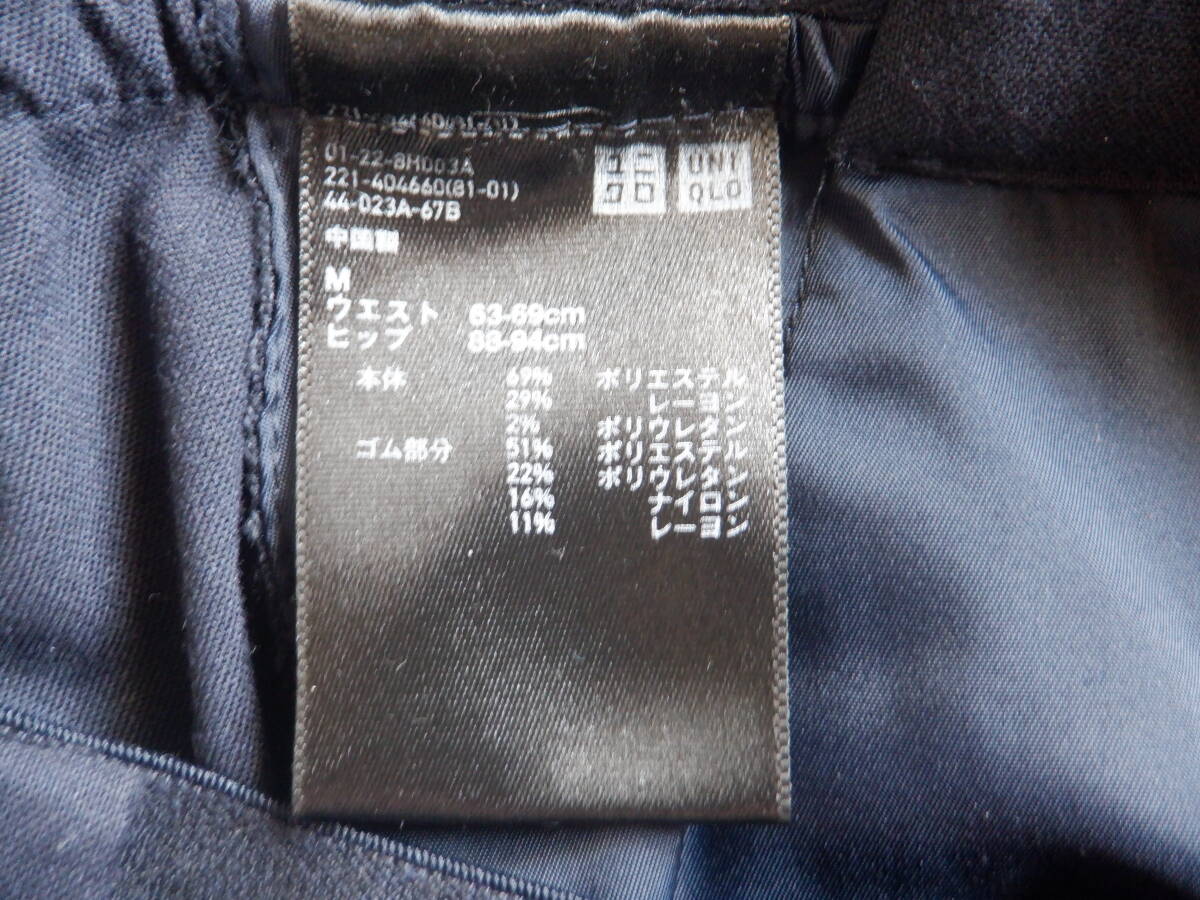 01-22-8H003A
221-404660(81-01)
44-023A-67B
中国製
ユニ
クロ
UNI
QLO
M
ウエスト 63-69cm
ヒップ 88-94cm
本体 69% ポリエステル
29% レーヨン
2% ポリウレタン
ゴム部分 51% ポリエステル
22% ポリウレタン
16% ナイロン
11% レーヨン